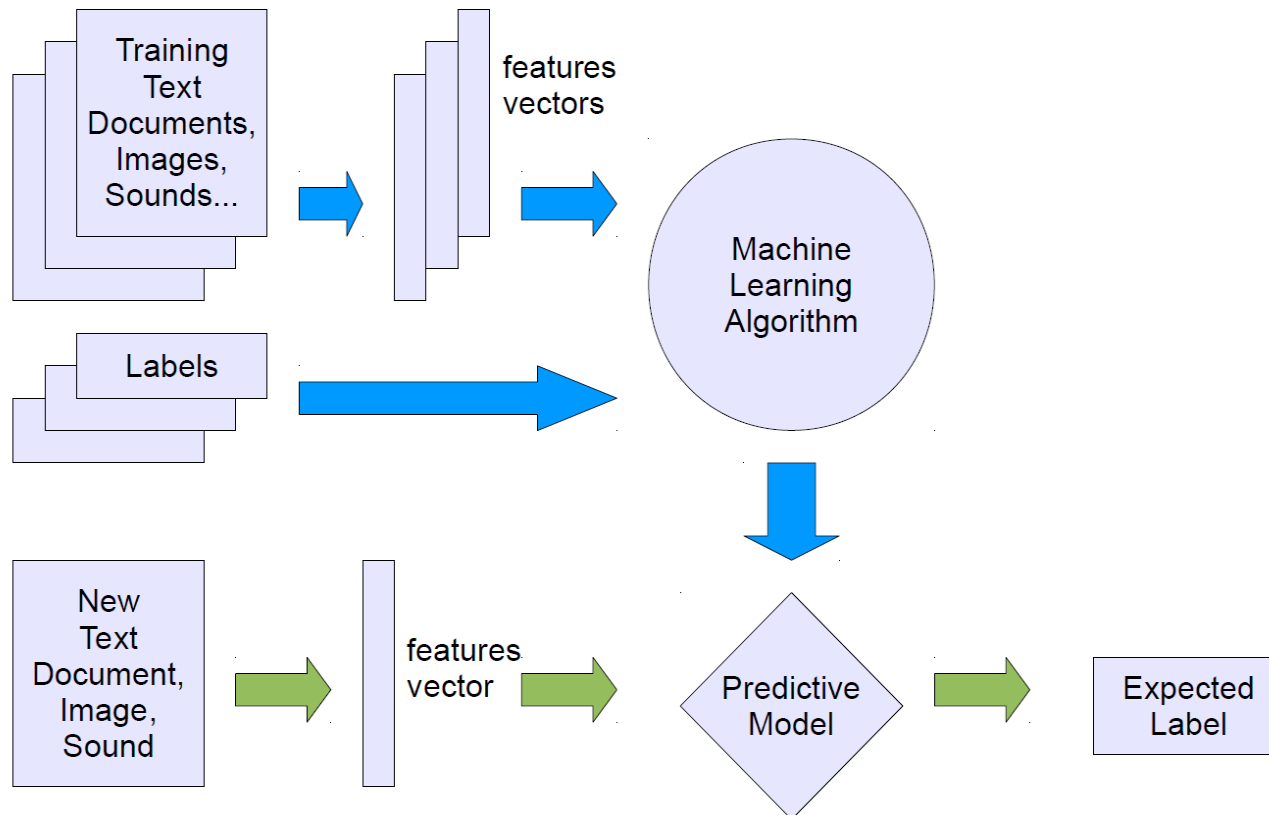 Training
Text
Documents,
Images,
Sounds...
features
vectors
Machine
Learning
Algorithm
Labels
New
Text
Document,
Image,
Sound
features
vector
Predictive
Model
Expected
Label